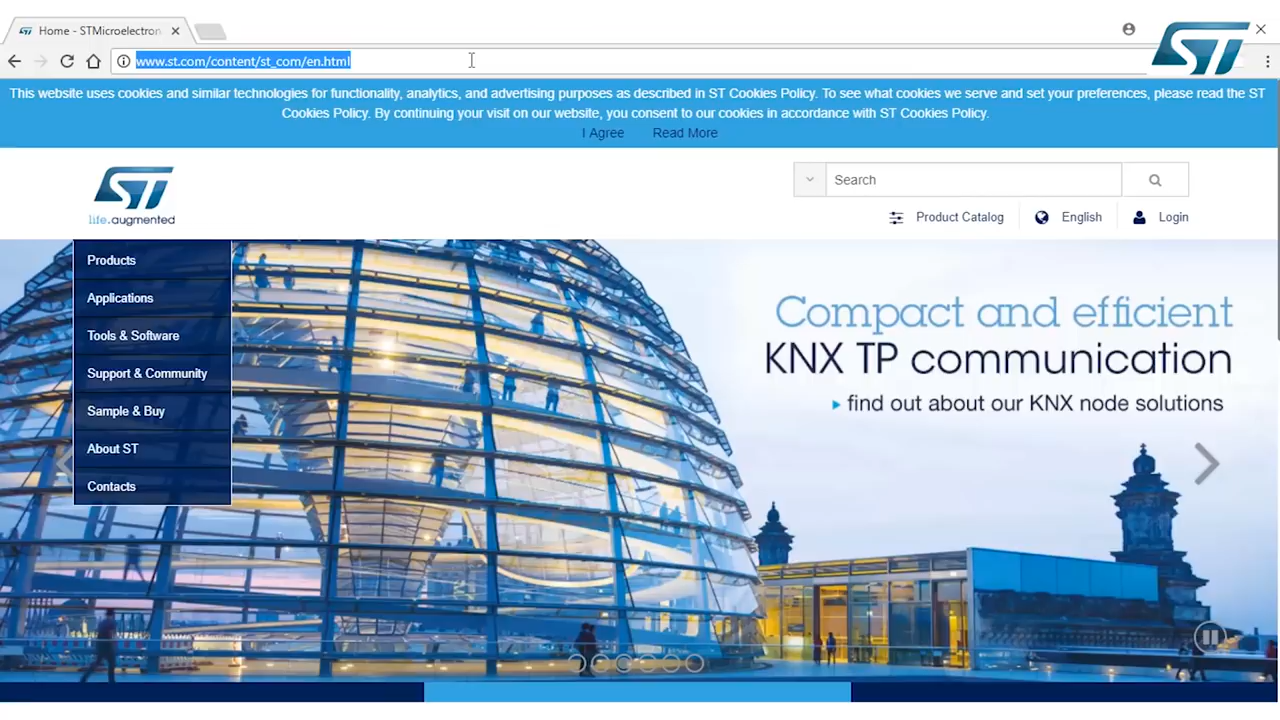 Home - STMicroelectron
www.st.com/content/st_com/en.html
ST
This website uses cookies and similar technologies for functionality, analytics, and advertising purposes as described in ST Cookies Policy. To see what cookies we serve and set your preferences, please read the ST
Cookies Policy. By continuing your visit on our website, you consent to our cookies in accordance with ST Cookies Policy.
I Agree Read More
ST
life.augmented
Search
Product Catalog English Login
Products
Applications
Tools & Software
Support & Community
Sample & Buy
About ST
Contacts
Compact and efficient
KNX TP communication
find out about our KNX node solutions